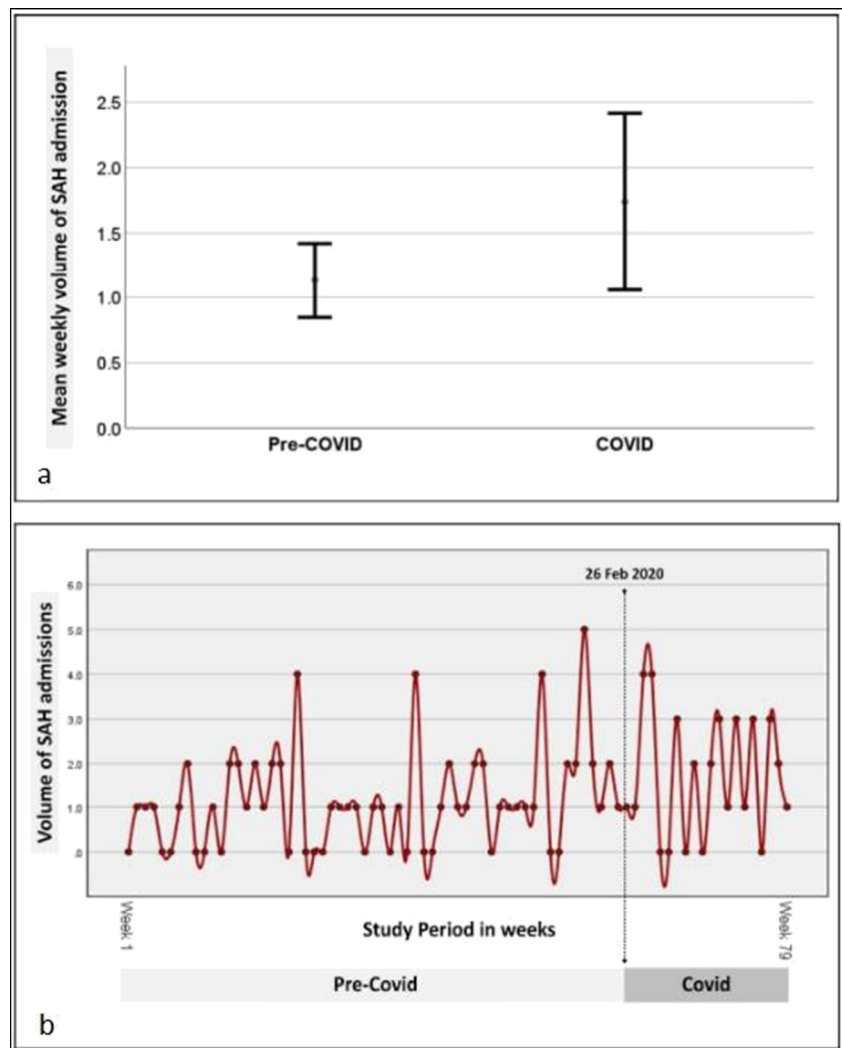 Mean weekly volume of SAH admission
2.5
2.0
1.5
1.0
0.5
0.0
Pre-COVID
COVID
a
26 Feb 2020
Volume of SAH admissions
6.0
5.0
4.0
3.0
2.0
1.0
.0
Week 1
Study Period in weeks
Week 79
Pre-Covid
Covid
b